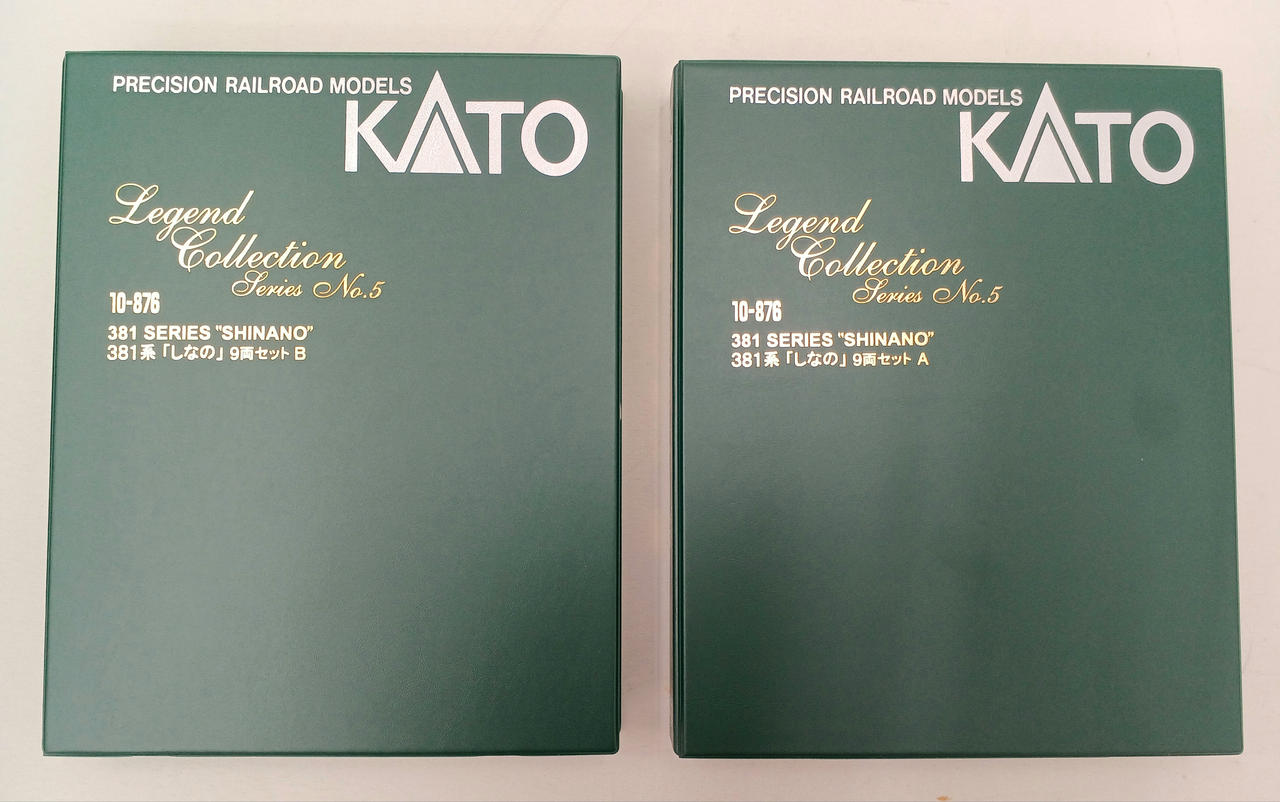 PRECISION RAILROAD MODELS
KATO
Legend
Collection
Series No.5
10-876
381 SERIES "SHINANO"
381系「しなの」9両セット B
PRECISION RAILROAD MODELS
KATO
Legend
Collection
Series No.5
10-876
381 SERIES "SHINANO"
381系「しなの」9両セット A